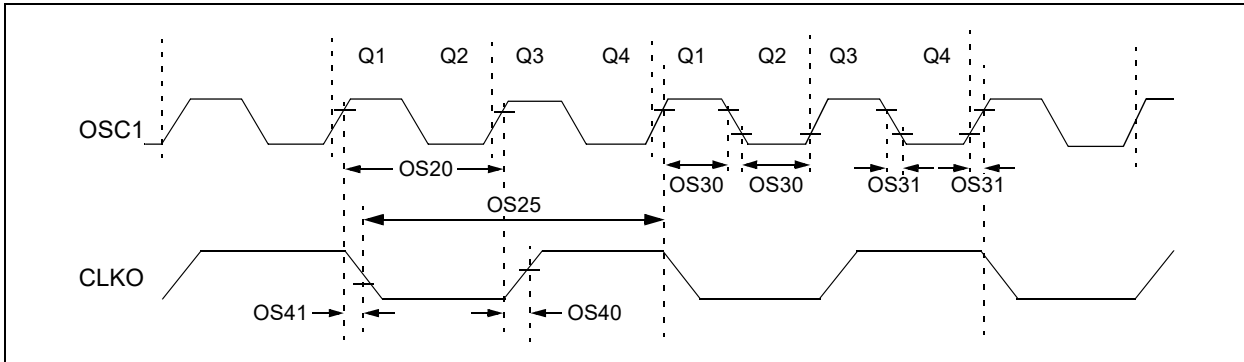 Q1 Q2 Q3 Q4 Q1 Q2 Q3 Q4
OSC1
OS20
OS30 OS30 OS31 OS31
OS25
CLKO
OS41 OS40